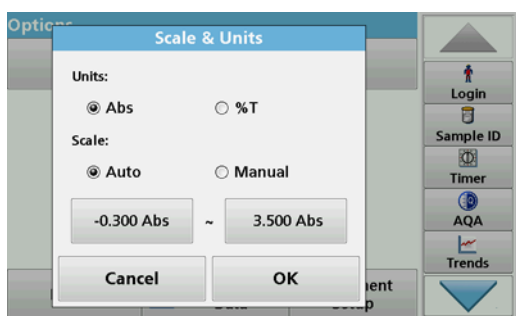 Options
Scale & Units
Units:
Abs
%T
Scale:
Auto
Manual
-0.300 Abs
~
3.500 Abs
Cancel
OK
Login
Sample ID
Timer
AQA
Trends